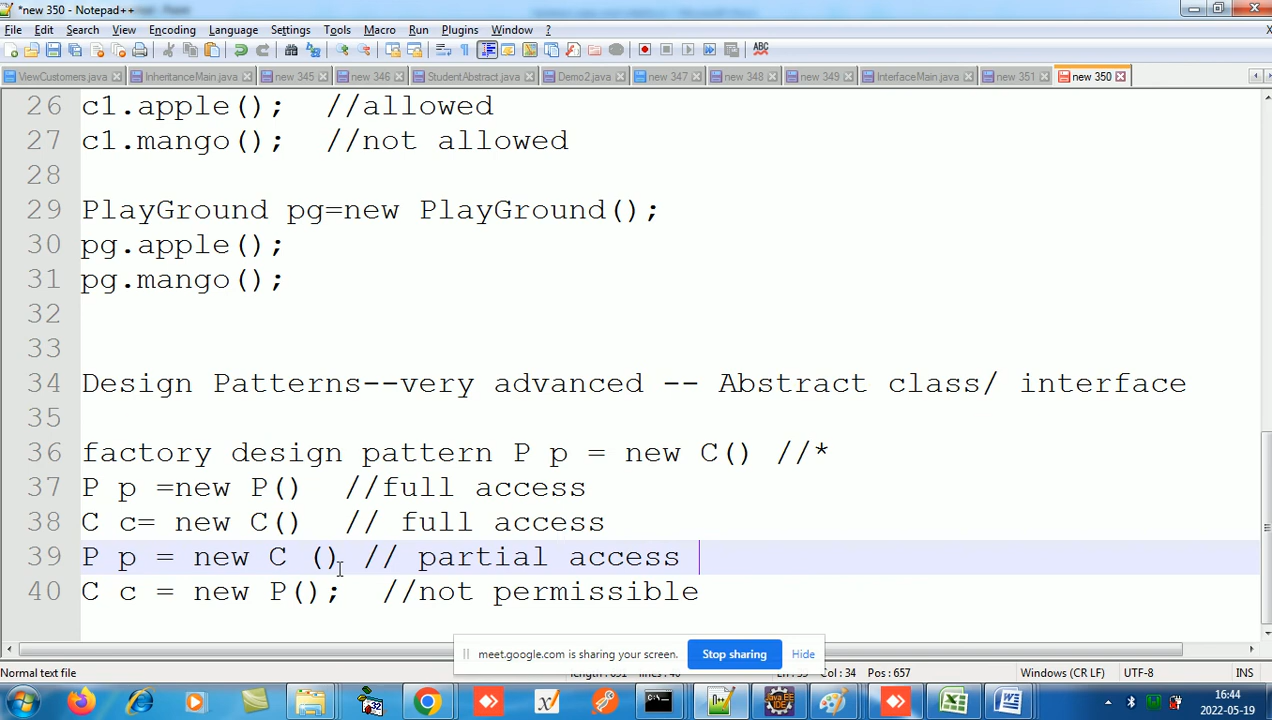 *new 350 - Notepad++
File Edit Search View Encoding Language Settings Tools Macro Run Plugins Window ?
ViewCustomers.java InheritanceMain.java new 345 new 346 StudentAbstract.java Demo2.java new 347 new 348 new 349 InterfaceMain.java new 351 new 350
26 c1.apple();  //allowed
27 c1.mango();  //not allowed
28
29 PlayGround pg=new PlayGround();
30 pg.apple();
31 pg.mango();
32
33
34 Design Patterns--very advanced -- Abstract class/ interface
35
36 factory design pattern P p = new C() //*
37 P p =new P()  //full access
38 C c= new C()  // full access
39 P p = new C () // partial access
40 C c = new P();  //not permissible
meet.google.com is sharing your screen. Stop sharing Hide
Normal text file Col : 34 Pos : 657 Windows (CR LF) UTF-8 INS
16:44
2022-05-19